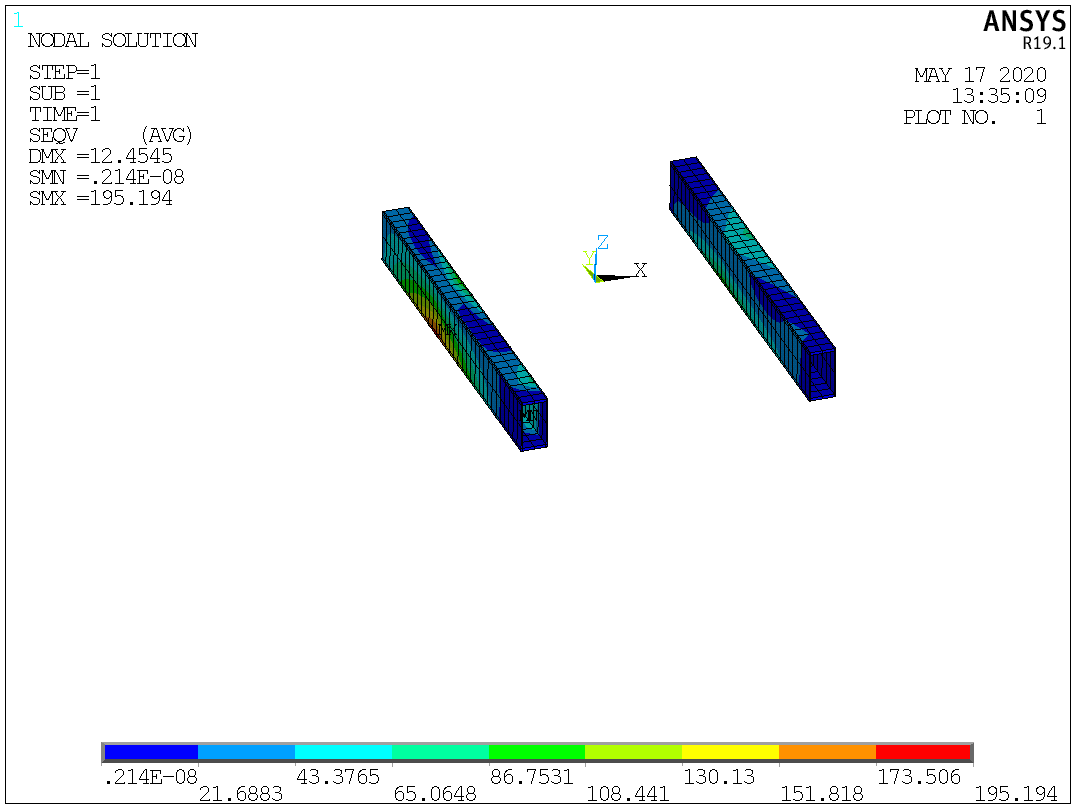 1
ANSYS
R19.1
NODAL SOLUTION
STEP=1
SUB =1
TIME=1
SEQV (AVG)
DMX =12.4545
SMN =.214E-08
SMX =195.194
MAY 17 2020
13:35:09
PLOT NO. 1
Z
Y
X
MX
.214E-08
21.6883
43.3765
65.0648
86.7531
108.441
130.13
151.818
173.506
195.194